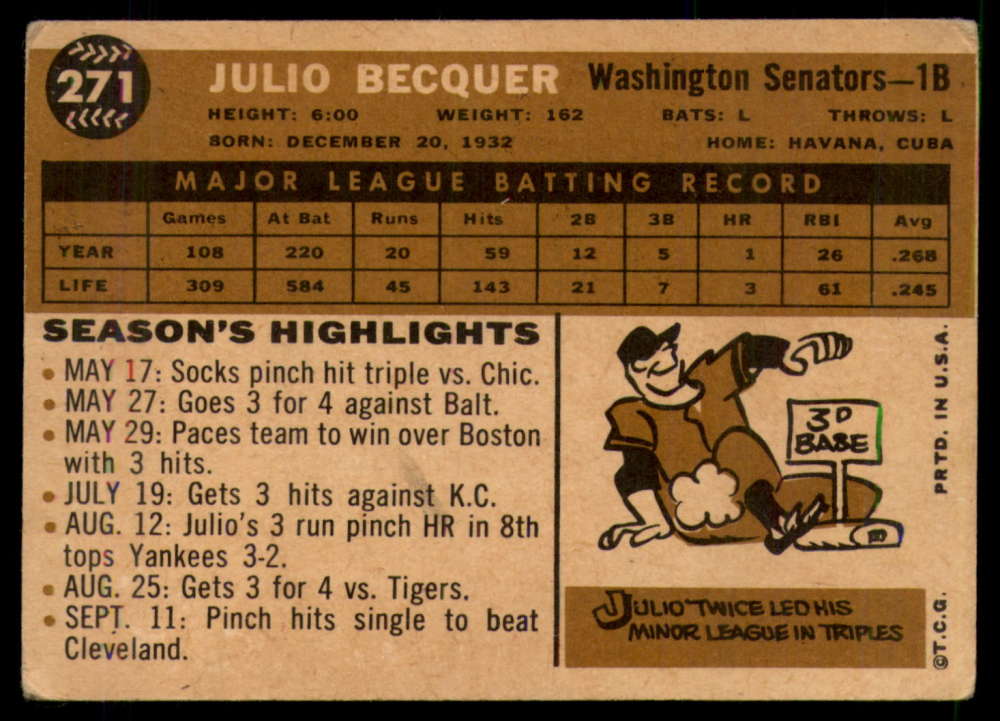 271
JULIO BECQUER Washington Senators—1B
HEIGHT: 6:00 WEIGHT: 162 BATS: L THROWS: L
BORN: DECEMBER 20, 1932 HOME: HAVANA, CUBA
MAJOR LEAGUE BATTING RECORD
Games At Bat Runs Hits 2B 3B HR RBI Avg
YEAR 108 220 20 59 12 5 1 26 .268
LIFE 309 584 45 143 21 7 3 61 .245
SEASON'S HIGHLIGHTS
• MAY 17: Socks pinch hit triple vs. Chic.
• MAY 27: Goes 3 for 4 against Balt.
• MAY 29: Paces team to win over Boston
with 3 hits.
• JULY 19: Gets 3 hits against K.C.
• AUG. 12: Julio's 3 run pinch HR in 8th
tops Yankees 3-2.
• AUG. 25: Gets 3 for 4 vs. Tigers.
• SEPT. 11: Pinch hits single to beat
Cleveland.
3D
BASE
JULIO TWICE LED HIS
MINOR LEAGUE IN TRIPLES
©T.C.G. PRTD. IN U.S.A.